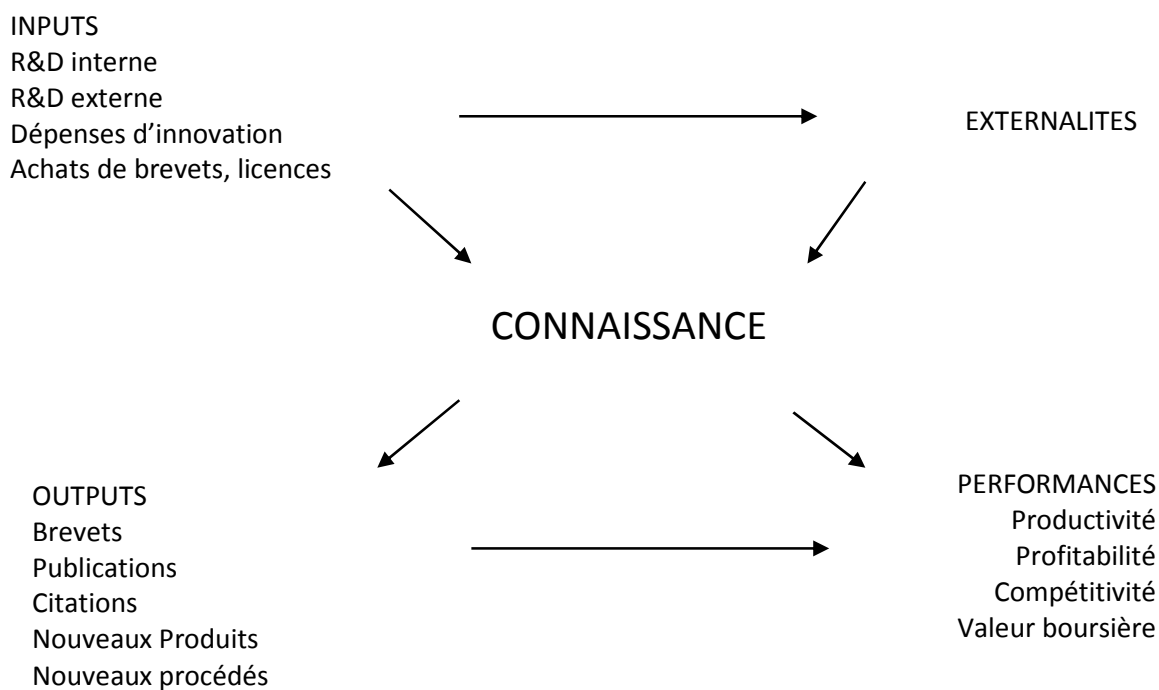 INPUTS
R&D interne
R&D externe
Dépenses d’innovation
Achats de brevets, licences
EXTERNALITES
CONNAISSANCE
OUTPUTS
Brevets
Publications
Citations
Nouveaux Produits
Nouveaux procédés
PERFORMANCES
Productivité
Profitabilité
Compétitivité
Valeur boursière